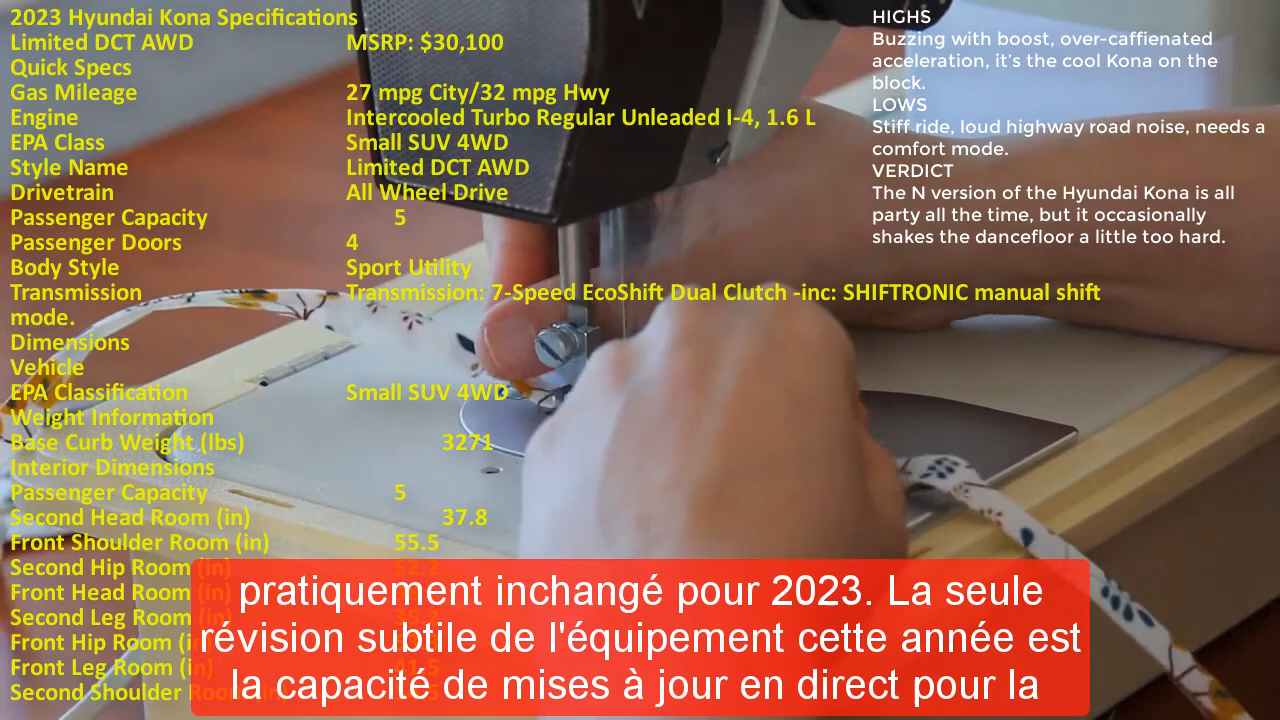 2023 Hyundai Kona Specifications
Limited DCT AWD MSRP: $30,100
Quick Specs
Gas Mileage 27 mpg City/32 mpg Hwy
Engine Intercooled Turbo Regular Unleaded I-4, 1.6 L
EPA Class Small SUV 4WD
Style Name Limited DCT AWD
Drivetrain All Wheel Drive
Passenger Capacity 5
Passenger Doors 4
Body Style Sport Utility
Transmission Transmission: 7-Speed EcoShift Dual Clutch -inc: SHIFTRONIC manual shift
mode.
Dimensions
Vehicle
EPA Classification Small SUV 4WD
Weight Information
Base Curb Weight (lbs) 3271
Interior Dimensions
Passenger Capacity 5
Second Head Room (in) 37.8
Front Shoulder Room (in) 55.5
Second Hip Room (in) 52.2
Front Head Room (in)
Second Leg Room (in)
Front Hip Room (in)
Front Leg Room (in) 41.5
Second Shoulder Room (in)
HIGHS
Buzzing with boost, over-caffienated
acceleration, it's the cool Kona on the
block.
LOWS
Stiff ride, loud highway road noise, needs a
comfort mode.
VERDICT
The N version of the Hyundai Kona is all
party all the time, but it occasionally
shakes the dancefloor a little too hard.
pratiquement inchangé pour 2023. La seule
révision subtile de l'équipement cette année est
la capacité de mises à jour en direct pour la